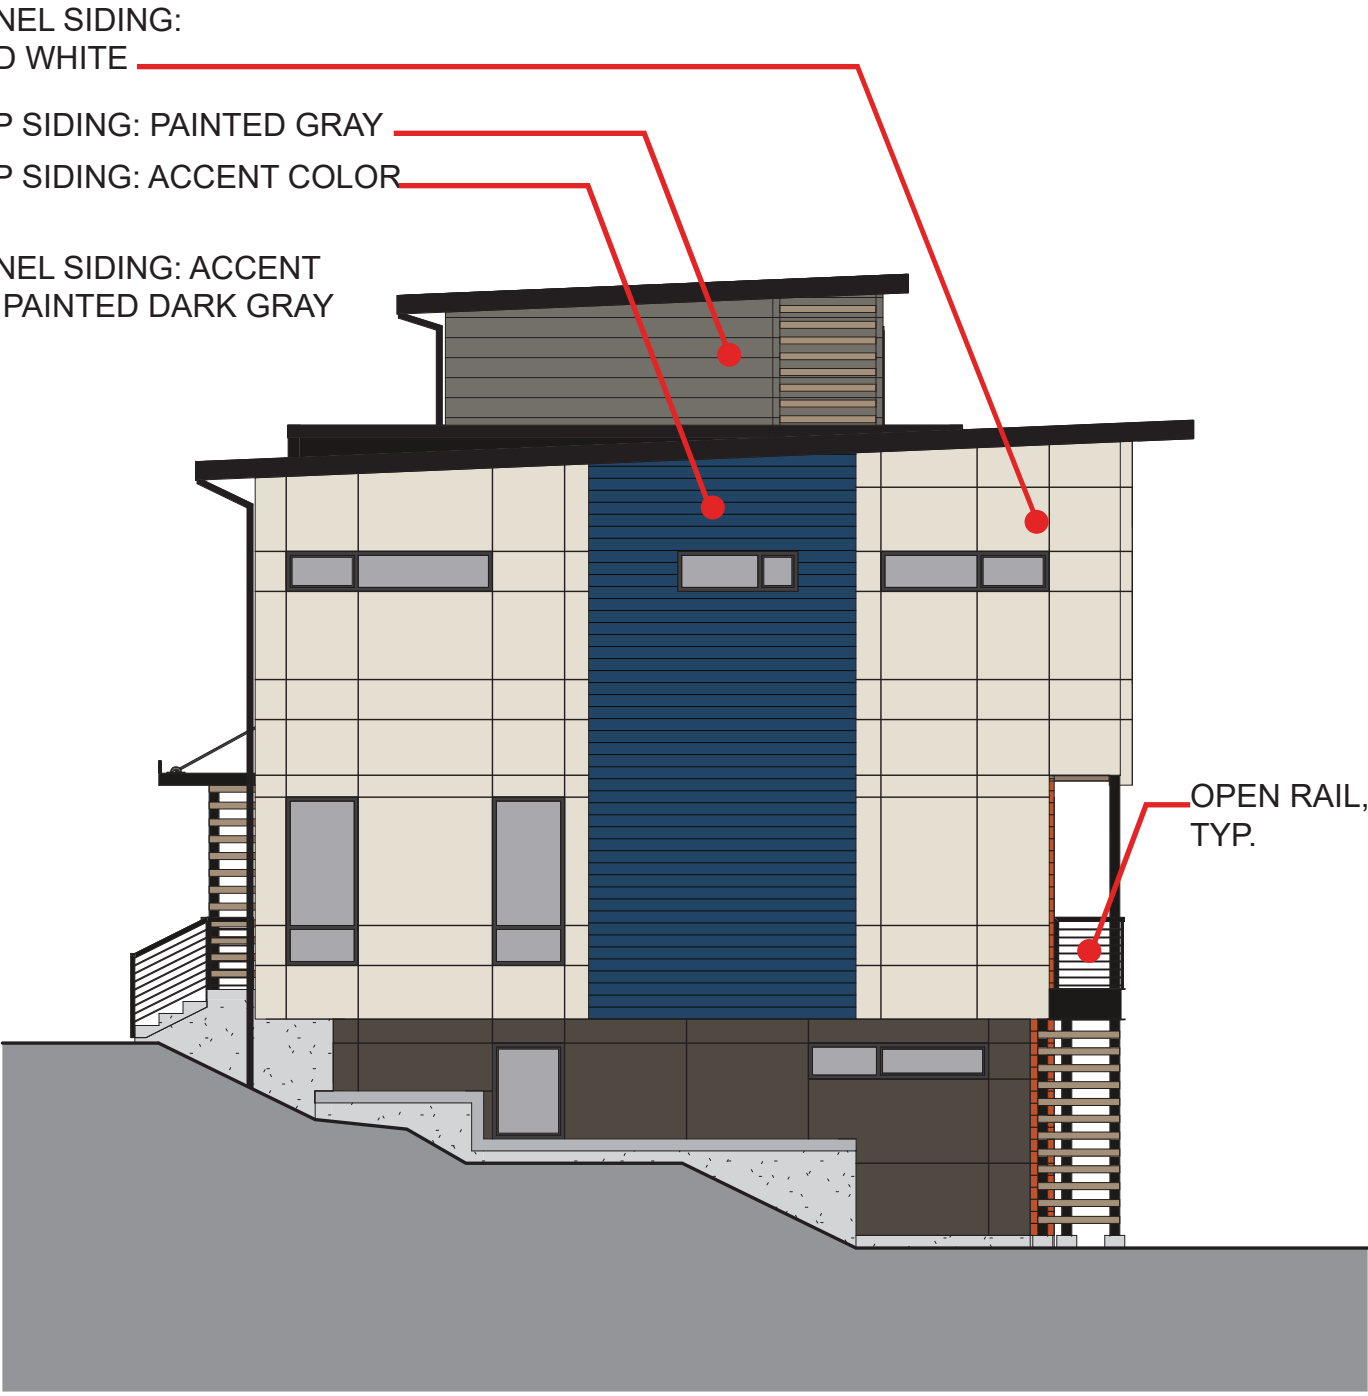 NEL SIDING:
D WHITE
P SIDING: PAINTED GRAY
P SIDING: ACCENT COLOR
NEL SIDING: ACCENT
PAINTED DARK GRAY
OPEN RAIL,
TYP.